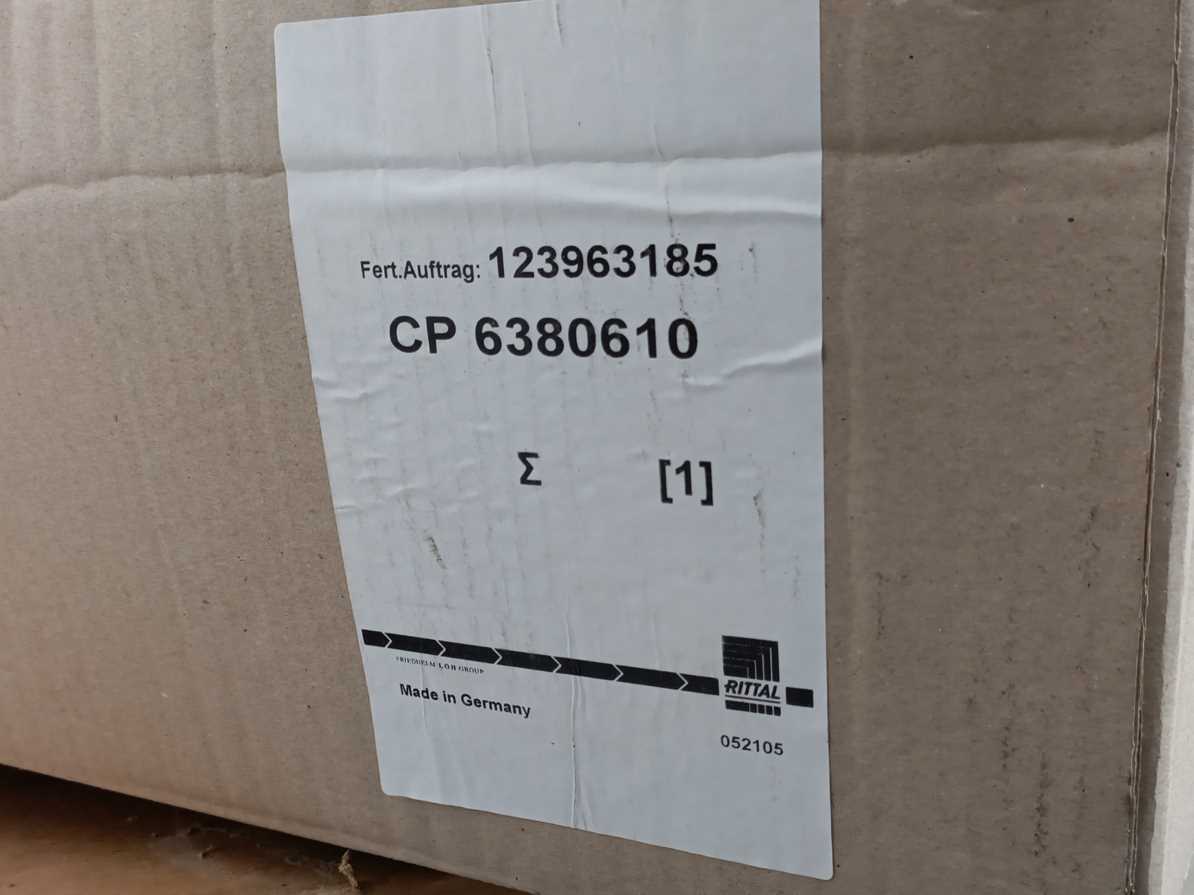 Fert.Auftrag: 123963185
CP 6380610
Σ [1]
FRIEDHELM LOH GROUP
RITTAL
Made in Germany
052105